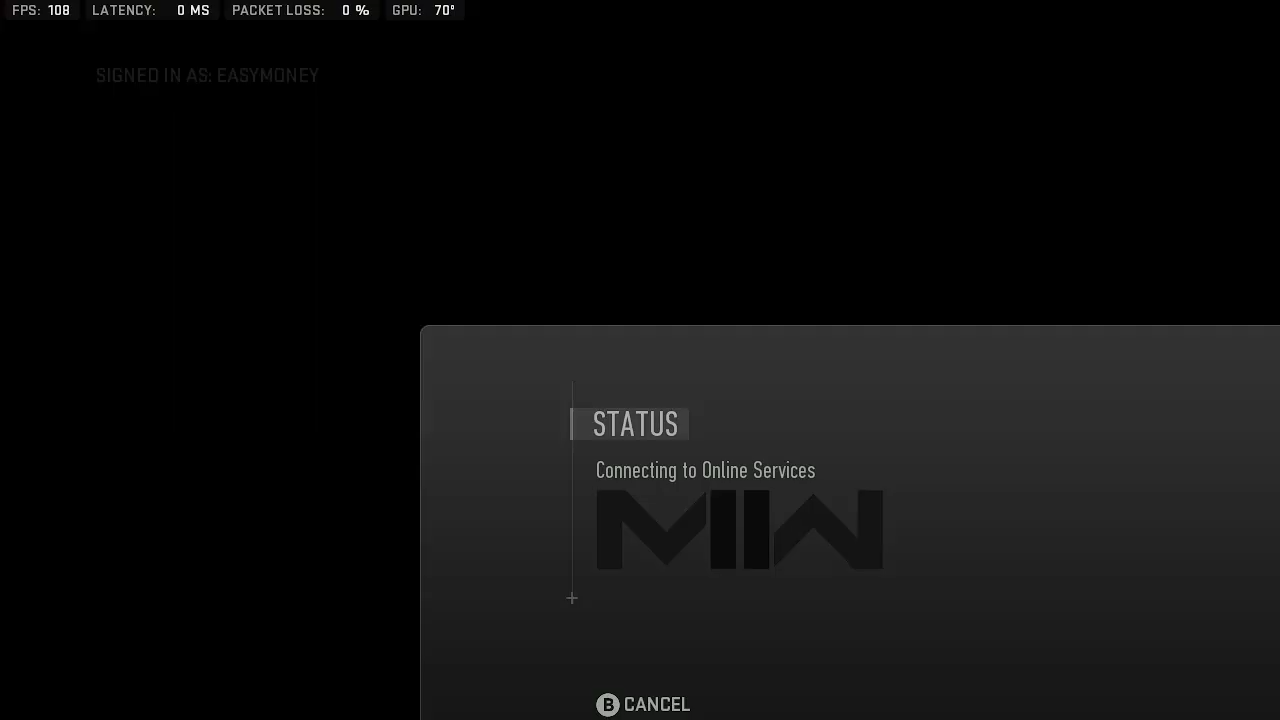 FPS: 108 LATENCY: 0 MS PACKET LOSS: 0 % GPU: 70°
SIGNED IN AS: EASYMONEY
STATUS
Connecting to Online Services
MIIW
B CANCEL